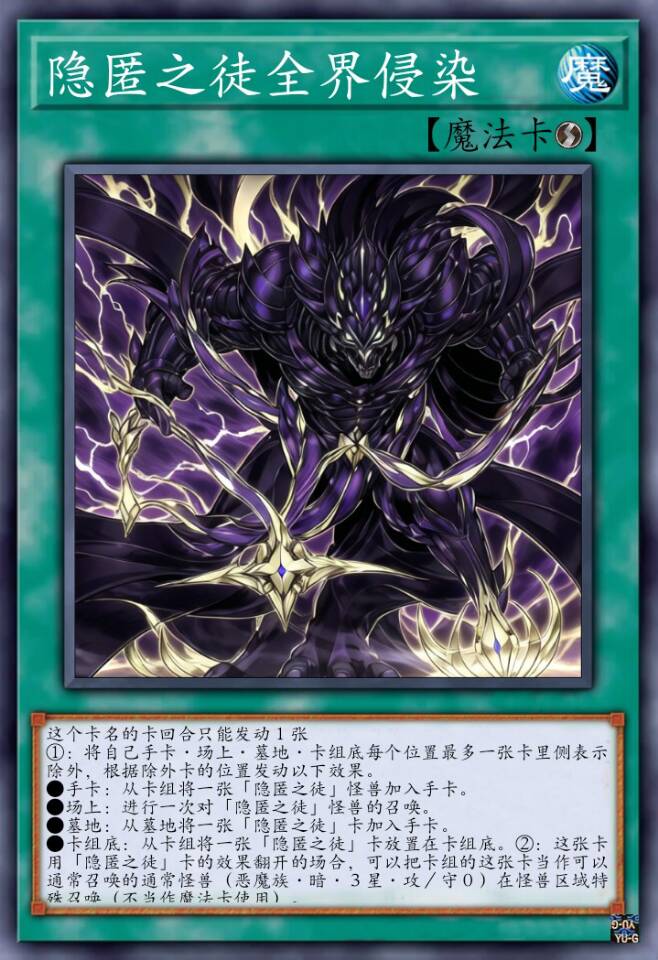 隐匿之徒全界侵染
魔
【魔法卡】
这个卡名的卡回合只能发动1张
①：将自己手卡·场上·墓地·卡组底每个位置最多一张卡里侧表示
除外，根据除外卡的位置发动以下效果。
●手卡：从卡组将一张「隐匿之徒」怪兽加入手卡。
●场上：进行一次对「隐匿之徒」怪兽的召唤。
●墓地：从墓地将一张「隐匿之徒」卡加入手卡。
●卡组底：从卡组将一张「隐匿之徒」卡放置在卡组底。②：这张卡
用「隐匿之徒」卡的效果翻开的场合，可以把卡组的这张卡当作可以
通常召唤的通常怪兽（恶魔族·暗·3星·攻／守0）在怪兽区域特
殊召唤（不当作魔法卡使用）.
YU-G